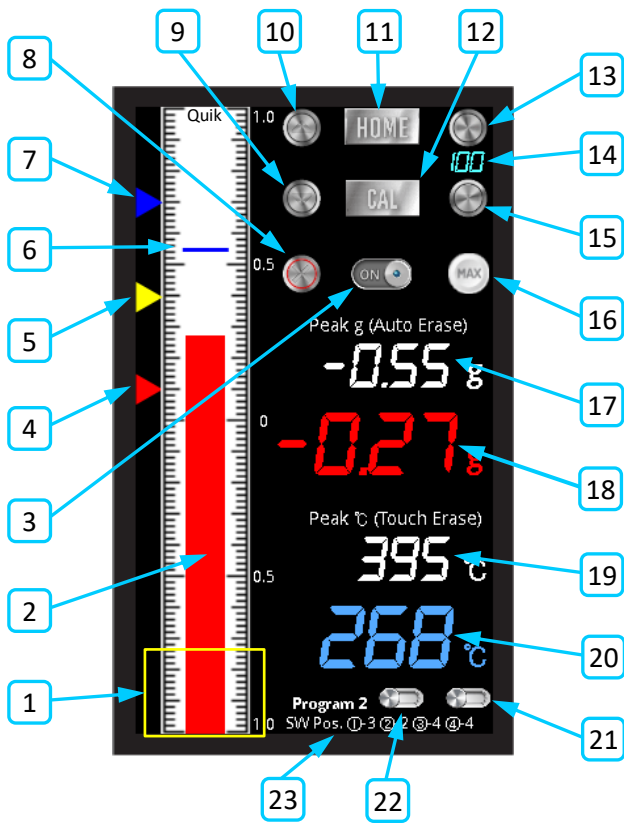 9
10
11
12
8
13
Quik
1.0
HOME
100
14
7
CAL
6
15
0.5
ON
MAX
5
16
Peak g (Auto Erase)
-0.55 g
17
4
0
-0.27 g
18
3
Peak ℃ (Touch Erase)
395 ℃
19
0.5
2
268 ℃
20
1
Program 2
21
1.0
SW Pos. ①-3 ②-2 ③-4 ④-4
23
22